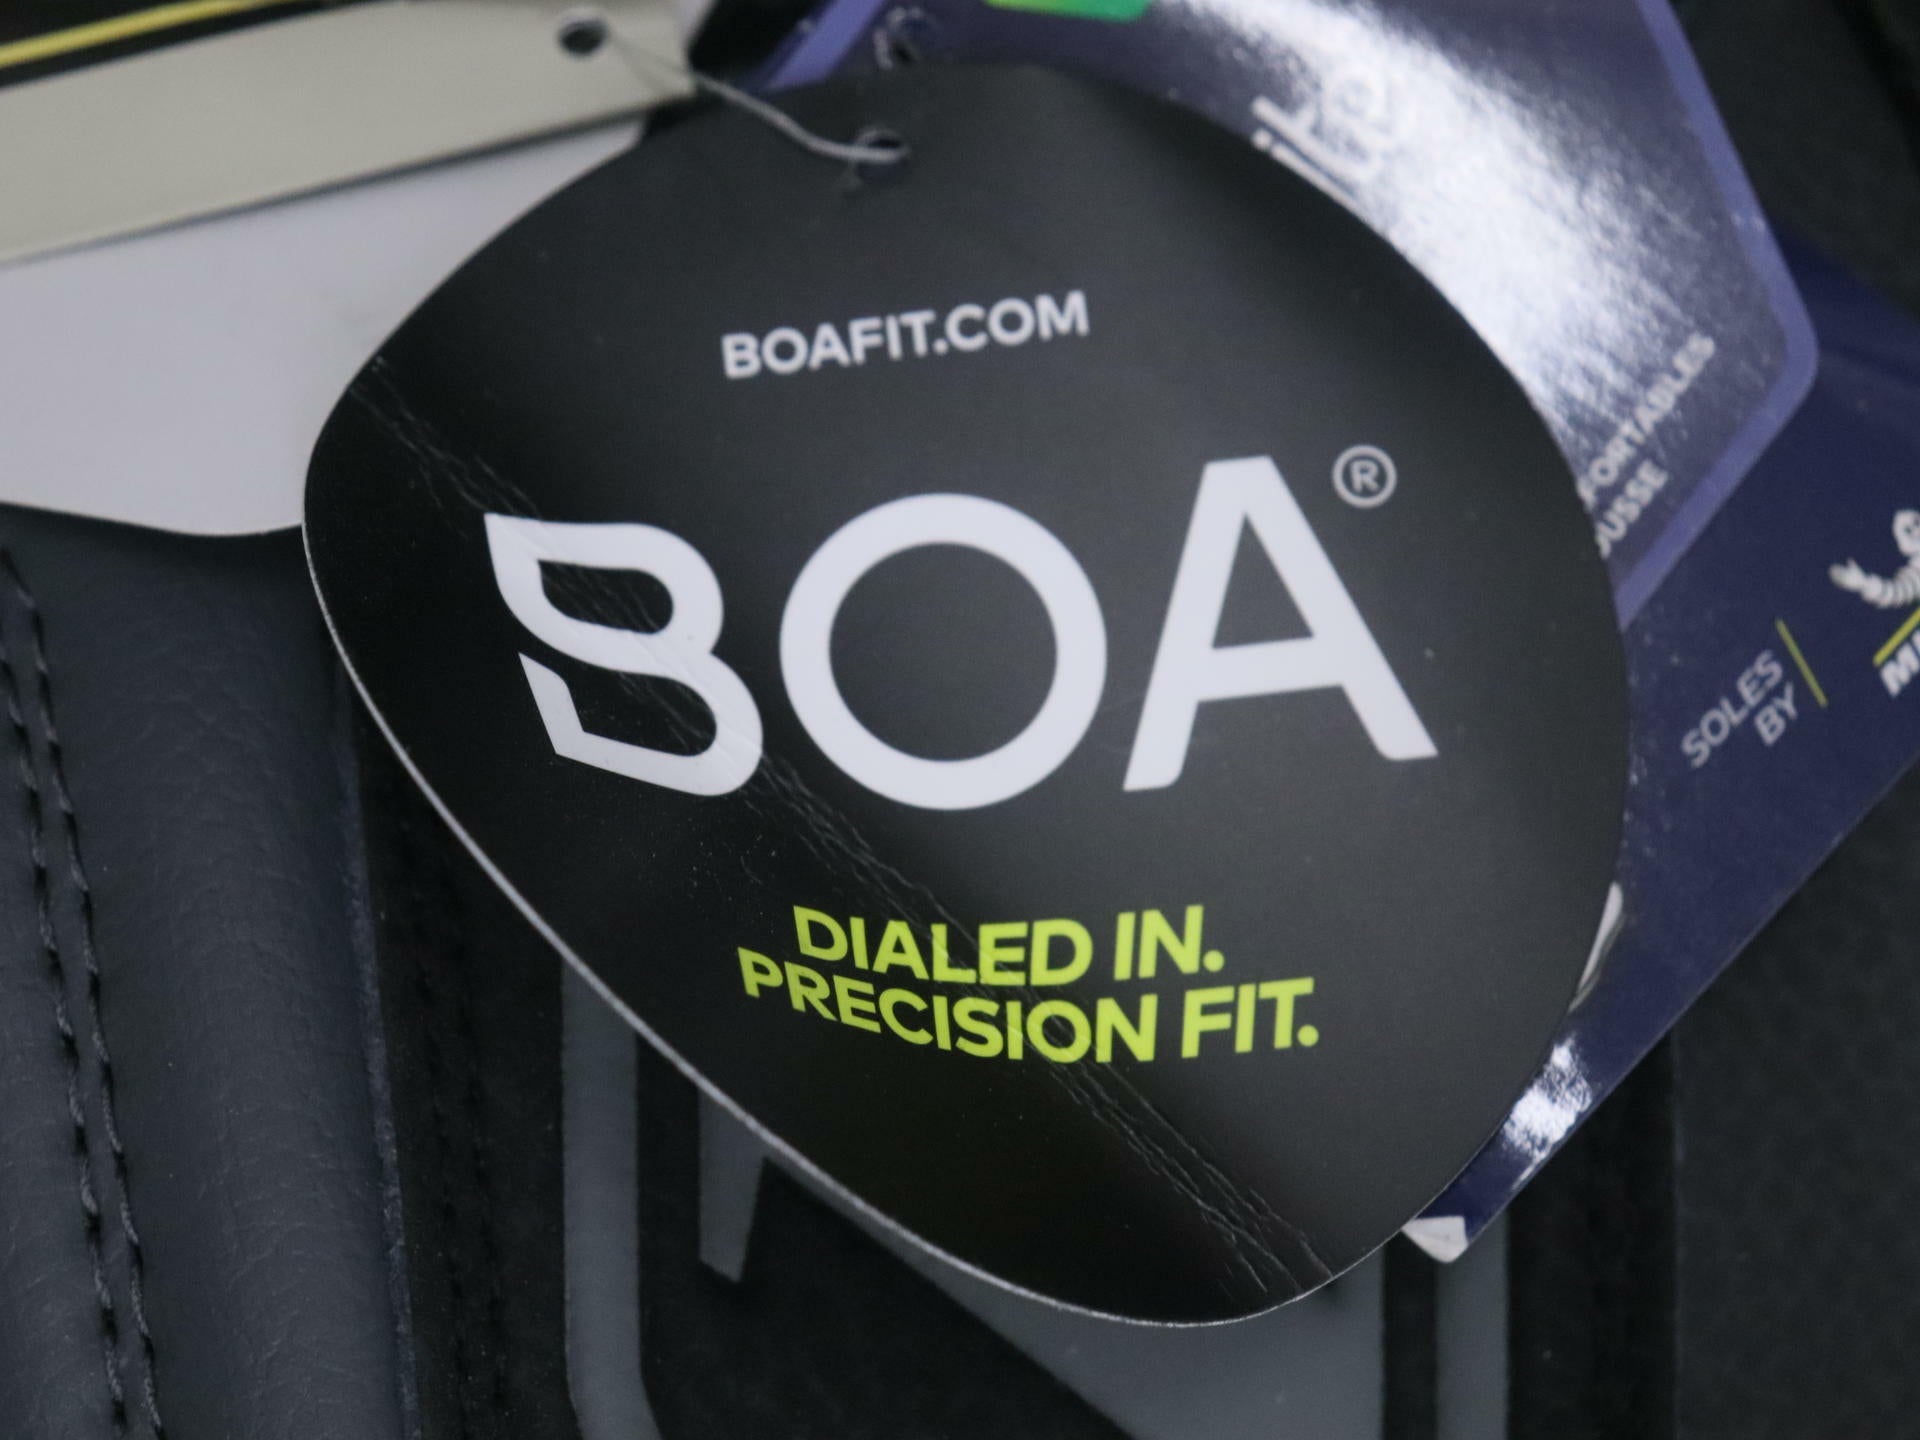 BOAFIT.COM
BOA®
DIALED IN.
PRECISION FIT.
SOLES
BY